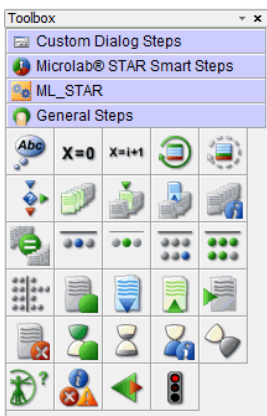 Toolbox
Custom Dialog Steps
Microlab® STAR Smart Steps
ML_STAR
General Steps
Abc X=0 X=i+1